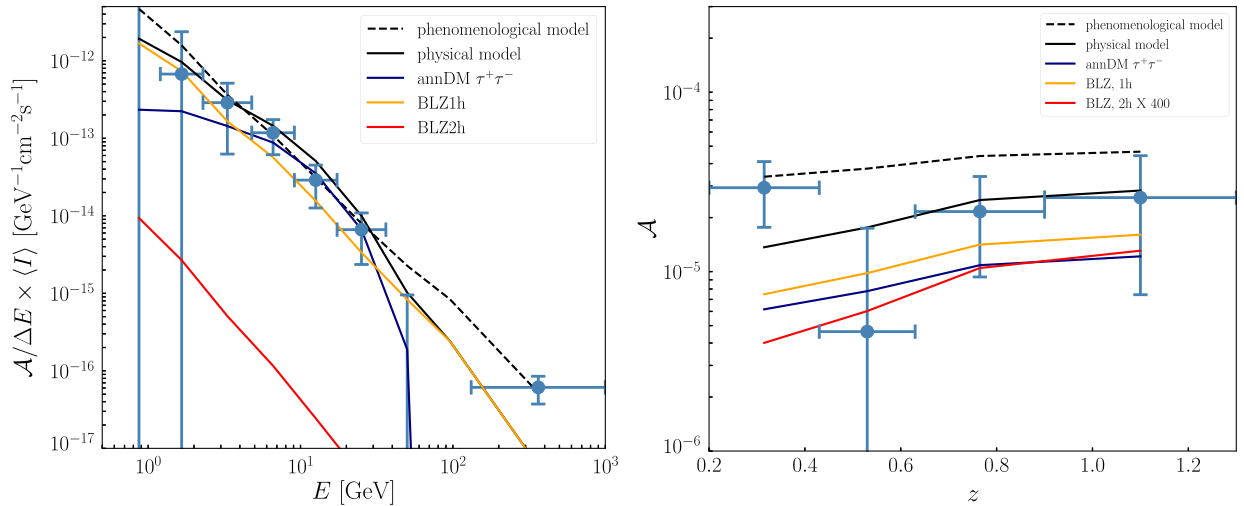 phenomenological model
physical model
annDM τ⁺τ⁻
BLZ1h
BLZ2h
10⁻¹²
10⁻¹³
10⁻¹⁴
10⁻¹⁵
10⁻¹⁶
10⁻¹⁷
𝒜/ΔE × ⟨I⟩ [GeV⁻¹cm⁻²s⁻¹]
10⁰
10¹
10²
10³
E [GeV]
phenomenological model
physical model
annDM τ⁺τ⁻
BLZ, 1h
BLZ, 2h X 400
10⁻⁴
10⁻⁵
10⁻⁶
𝒜
0.2
0.4
0.6
0.8
1.0
1.2
z